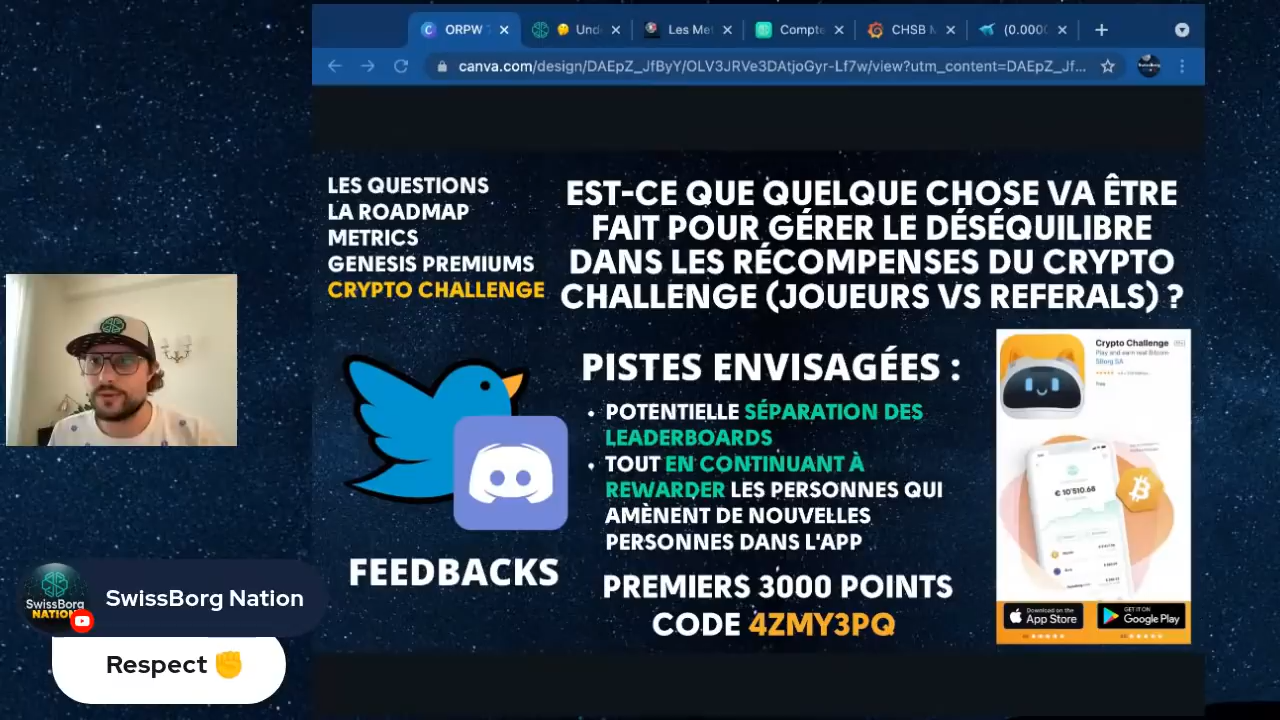 ORPW
Und
Les Met
Compte
CHSB M
(0.0000
canva.com/design/DAEpZ_JfByY/OLV3JRVe3DAtjoGyr-Lf7w/view?utm_content=DAEpZ_Jf...
LES QUESTIONS
LA ROADMAP
METRICS
GENESIS PREMIUMS
CRYPTO CHALLENGE
EST-CE QUE QUELQUE CHOSE VA ÊTRE
FAIT POUR GÉRER LE DÉSÉQUILIBRE
DANS LES RÉCOMPENSES DU CRYPTO
CHALLENGE (JOUEURS VS REFERALS) ?
PISTES ENVISAGÉES :
• POTENTIELLE SÉPARATION DES
LEADERBOARDS
• TOUT EN CONTINUANT À
REWARDER LES PERSONNES QUI
AMÈNENT DE NOUVELLES
PERSONNES DANS L'APP
FEEDBACKS
PREMIERS 3000 POINTS
CODE 4ZMY3PQ
Crypto Challenge
Play and earn real Bitcoin
SBorg SA
€ 10'510.66
Download on the
App Store
GET IT ON
Google Play
SwissBorg
NATION
SwissBorg Nation
Respect ✊